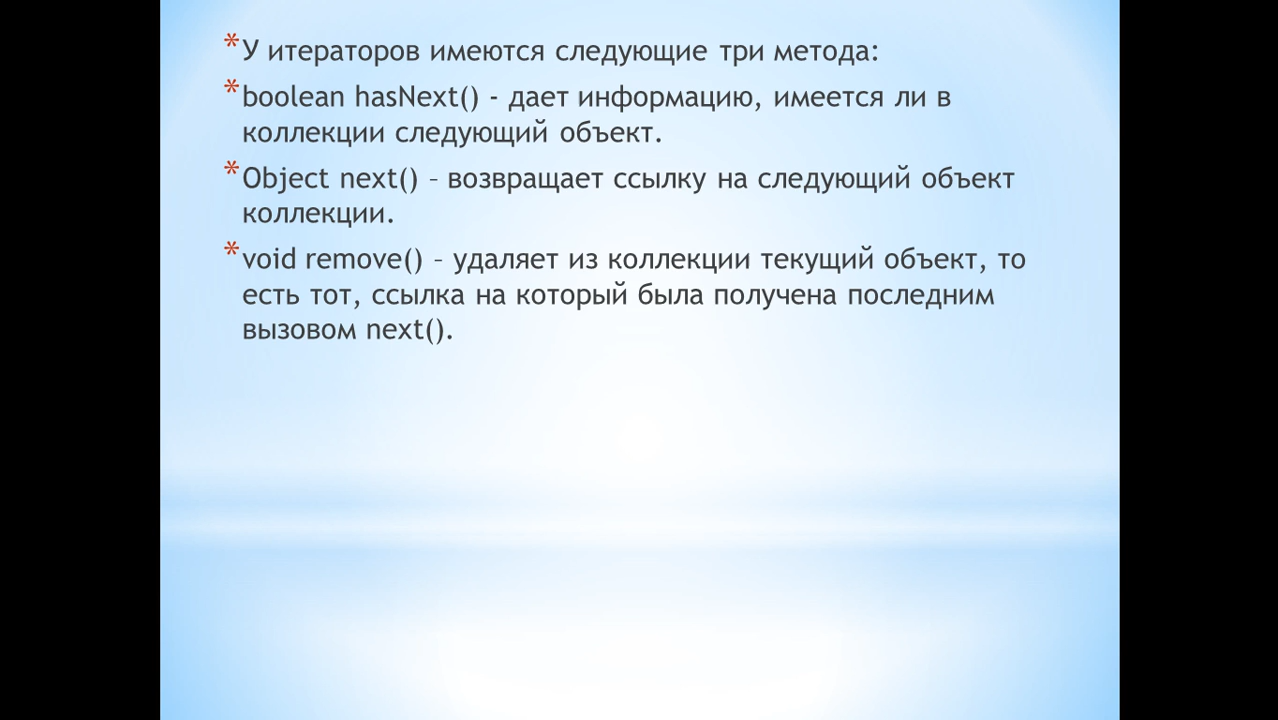 * У итераторов имеются следующие три метода:
* boolean hasNext() - дает информацию, имеется ли в
коллекции следующий объект.
* Object next() – возвращает ссылку на следующий объект
коллекции.
* void remove() – удаляет из коллекции текущий объект, то
есть тот, ссылка на который была получена последним
вызовом next().